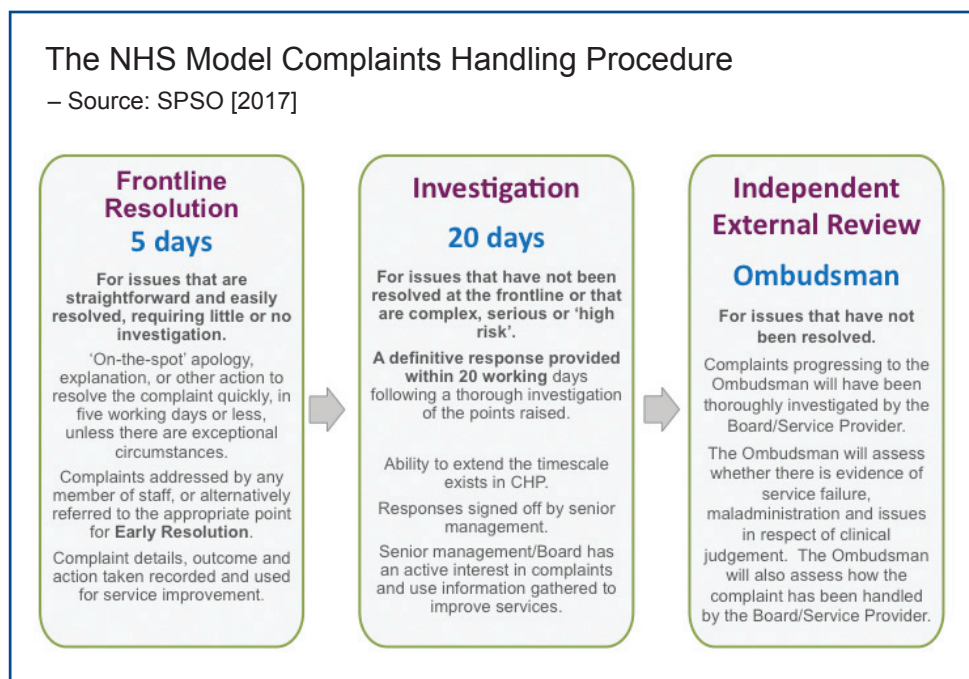 The NHS Model Complaints Handling Procedure
– Source: SPSO [2017]
Frontline
Resolution
5 days
For issues that are
straightforward and easily
resolved, requiring little or no
investigation.
‘On-the-spot’ apology,
explanation, or other action to
resolve the complaint quickly, in
five working days or less,
unless there are exceptional
circumstances.
Complaints addressed by any
member of staff, or alternatively
referred to the appropriate point
for Early Resolution.
Complaint details, outcome and
action taken recorded and used
for service improvement.
Investigation
20 days
For issues that have not been
resolved at the frontline or that
are complex, serious or ‘high
risk’.
A definitive response provided
within 20 working days
following a thorough investigation
of the points raised.
Ability to extend the timescale
exists in CHP.
Responses signed off by senior
management.
Senior management/Board has
an active interest in complaints
and use information gathered to
improve services.
Independent
External Review
Ombudsman
For issues that have not
been resolved.
Complaints progressing to the
Ombudsman will have been
thoroughly investigated by the
Board/Service Provider.
The Ombudsman will assess
whether there is evidence of
service failure,
maladministration and issues
in respect of clinical
judgement.  The Ombudsman
will also assess how the
complaint has been handled
by the Board/Service Provider.